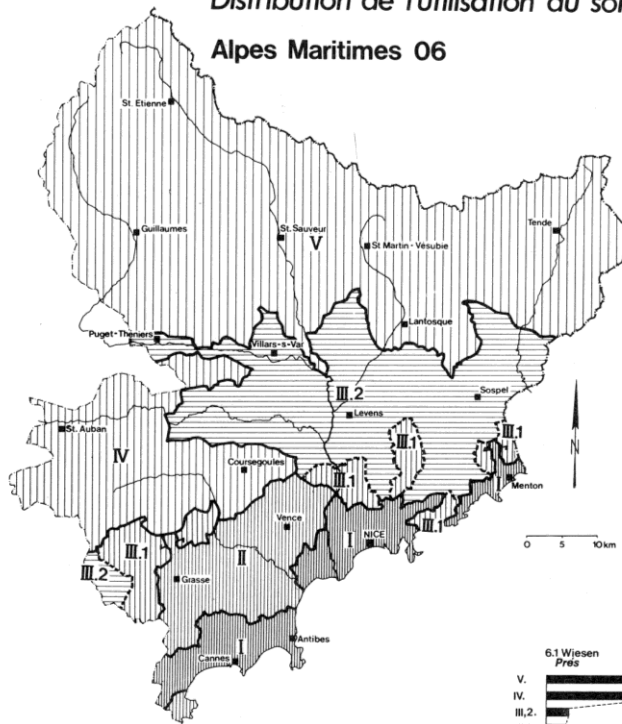 Distribution de l'utilisation du sol
Alpes Maritimes 06
St. Etienne
Guillaumes
St. Sauveur
V
St Martin-Vésubie
Tende
Puget-Théniers
Villars-s-Var
Lantosque
III.2
Levens
Sospel
St. Auban
IV
Coursegoules
III.1
III.1
III.1
I
Menton
N
Vence
I
NICE
III.1
III.1
III.2
II
Grasse
0 5 10 km
I
Antibes
Cannes
6.1 Wiesen
Prés
V.
IV.
III,2.